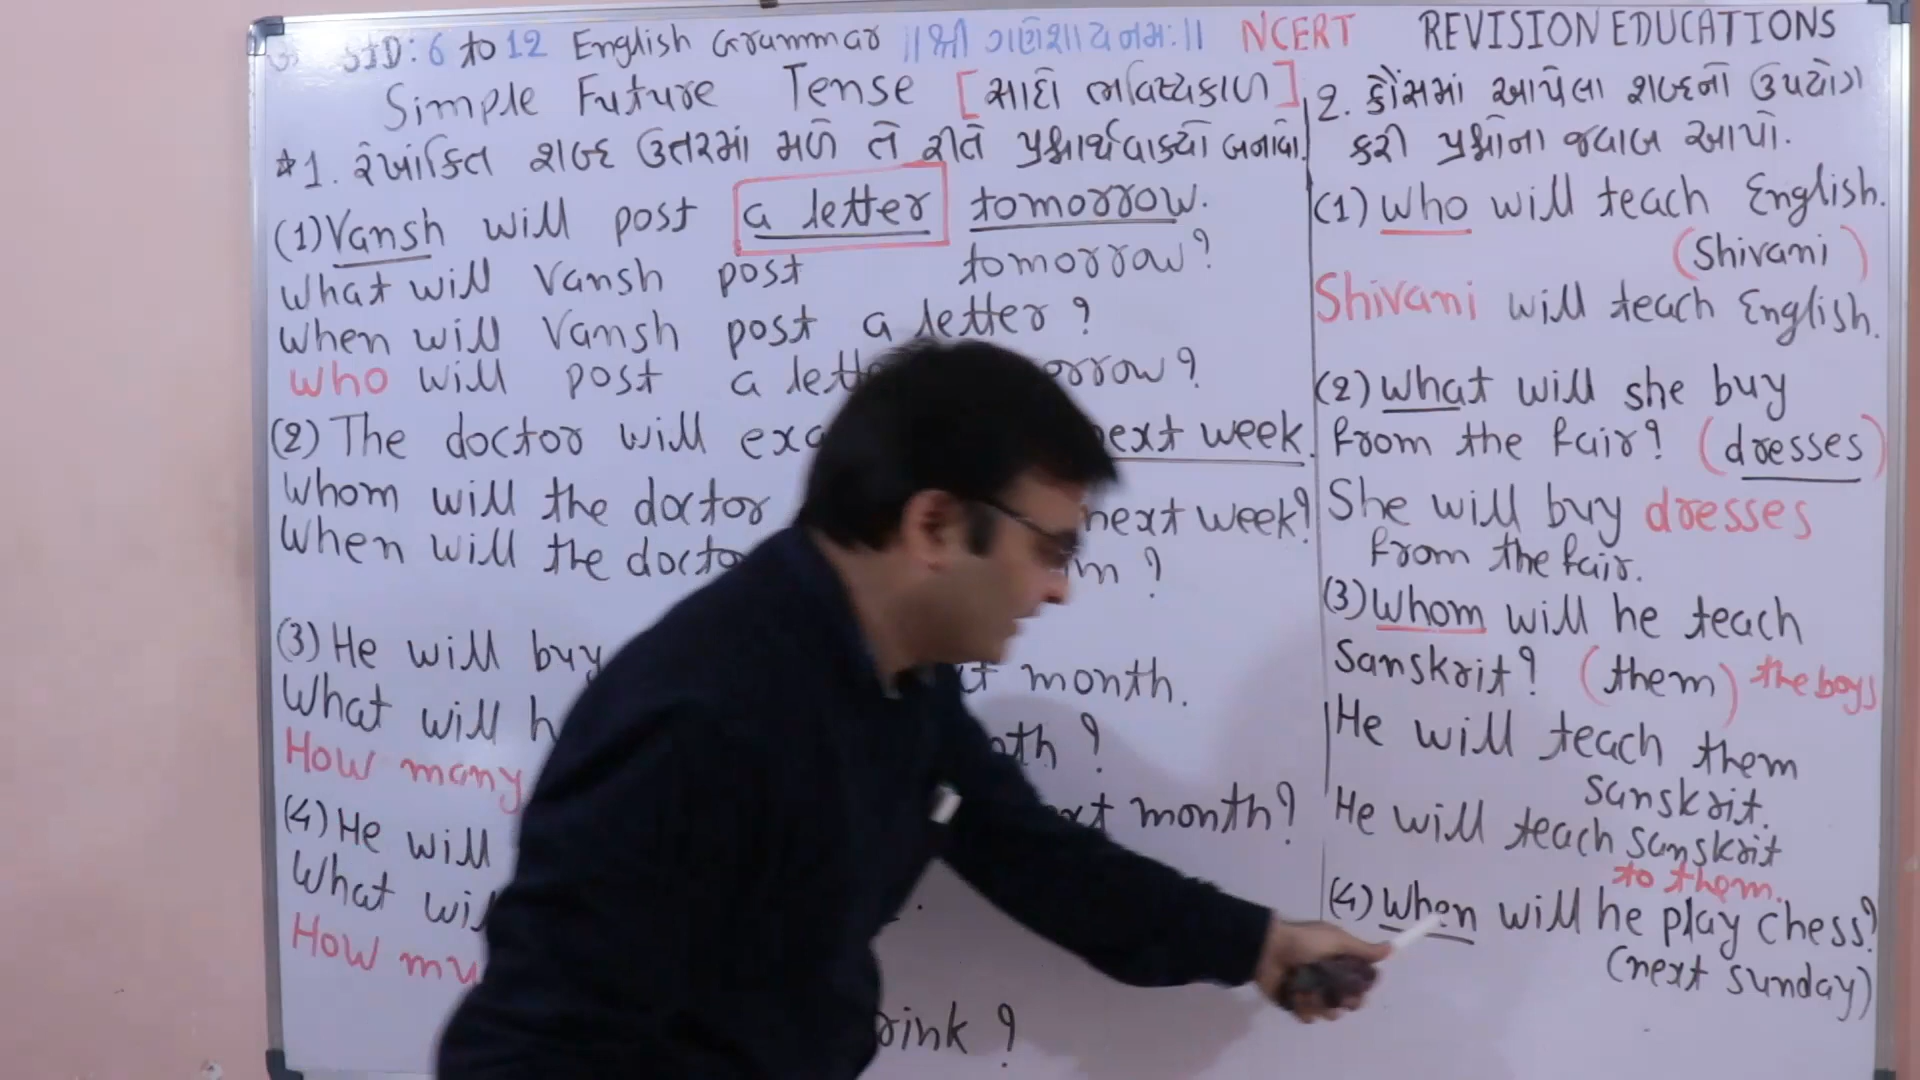 STD: 6 to 12 English Grammar ॥શ્રી ગણેશાય નમઃ॥ NCERT REVISION EDUCATIONS
Simple Future Tense [સાદો ભવિષ્યકાળ]
*1. રેખાંકિત શબ્દ ઉતરમાં મળે તે રીતે પ્રશ્નાર્થવાક્યો બનાવો.
(1) Vansh will post a letter tomorrow.
What will Vansh post tomorrow?
When will Vansh post a letter?
Who will post a
(2) The doctor will next week.
Whom will the doctor next week?
When will the
(3) He will buy month.
What will
How many
month?
(4) He will
What
How
?
2. કૌંસમાં આપેલા શબ્દનો ઉપયોગ
કરી પ્રશ્નોના જવાબ આપો.
(1) Who will teach English.
(Shivani)
Shivani will teach English.
(2) What will she buy
from the fair? (dresses)
She will buy dresses
from the fair.
(3) Whom will he teach
Sanskrit? (them) the boys
He will teach them
Sanskrit.
He will teach Sanskrit
to them.
(4) When will he play chess?
(next sunday)